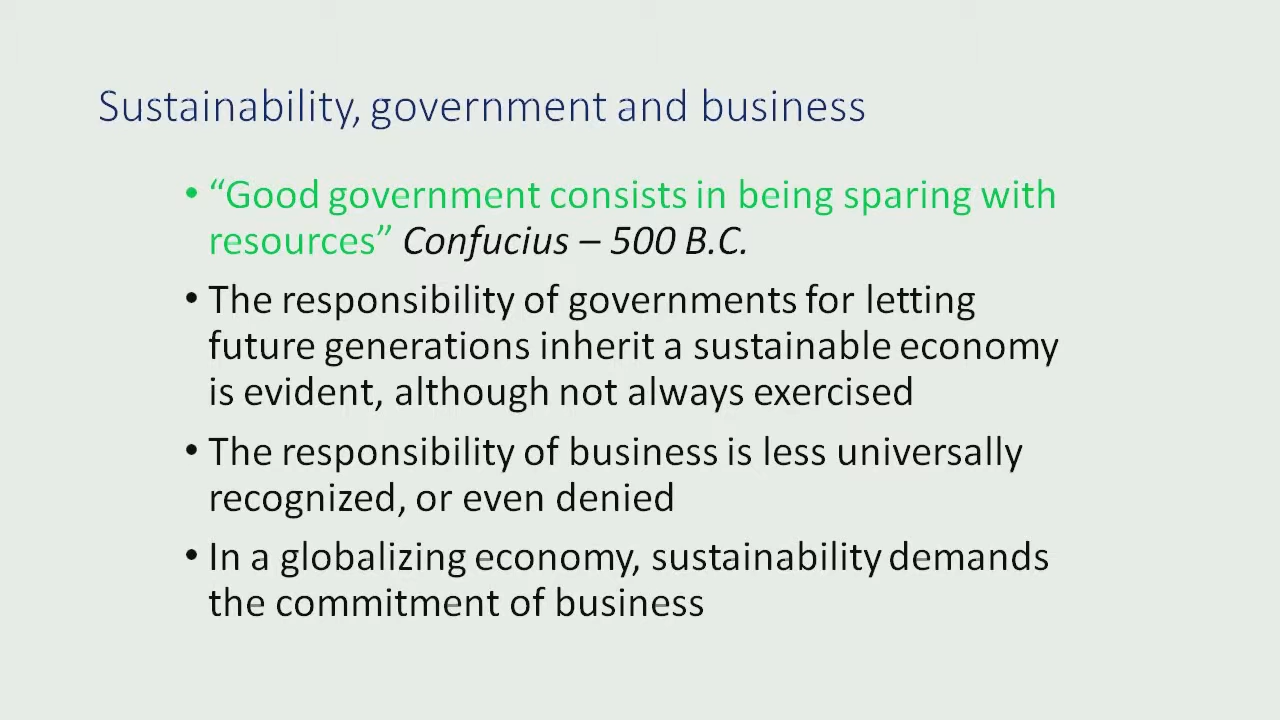 Sustainability, government and business
• “Good government consists in being sparing with
resources” Confucius – 500 B.C.
• The responsibility of governments for letting
future generations inherit a sustainable economy
is evident, although not always exercised
• The responsibility of business is less universally
recognized, or even denied
• In a globalizing economy, sustainability demands
the commitment of business